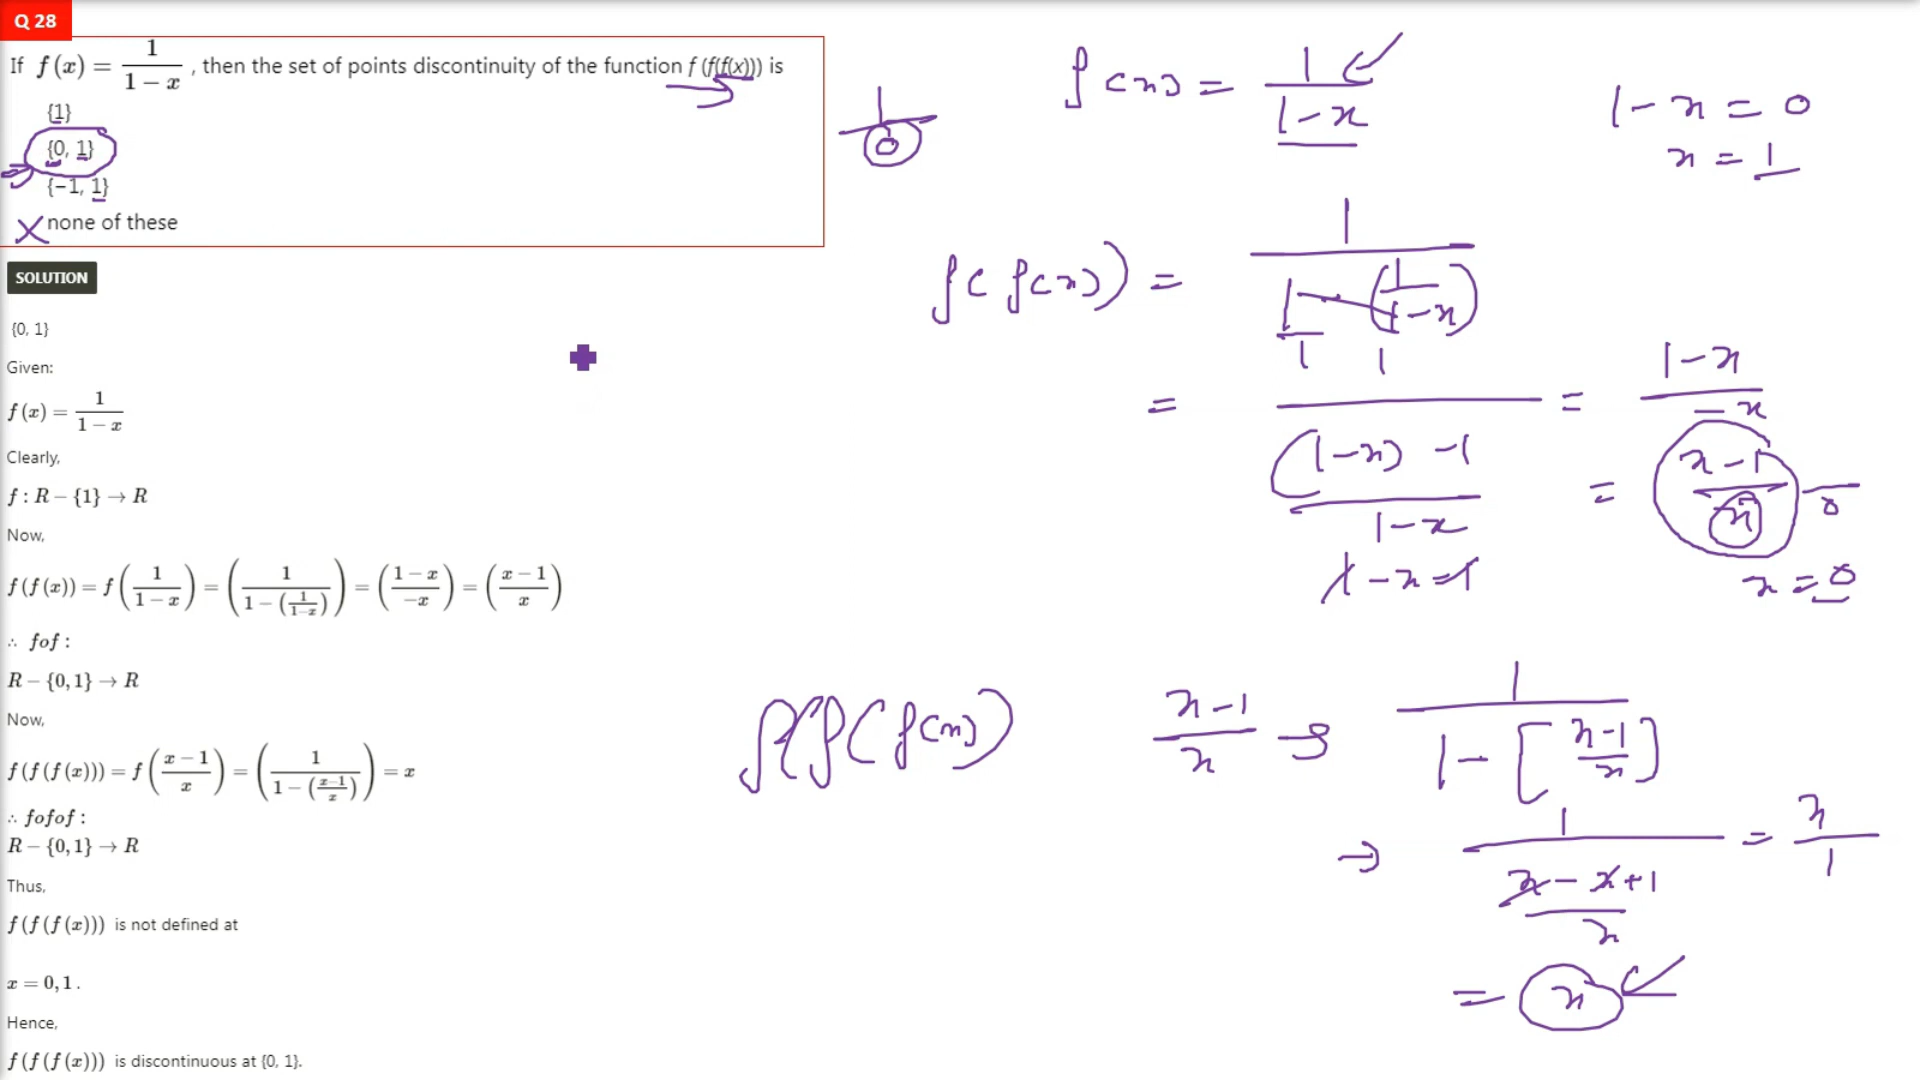 Q 28
If f(x) = 1/(1 − x) , then the set of points discontinuity of the function f (f(f(x))) is
{1}
{0, 1}
{−1, 1}
none of these
SOLUTION
{0, 1}
Given:
f(x) = 1/(1 − x)
Clearly,
f : R − {1} → R
Now,
f(f(x)) = f(1/(1−x)) = (1/(1−(1/(1−x)))) = ((1−x)/(−x)) = ((x−1)/x)
∴ fof :
R − {0, 1} → R
Now,
f(f(f(x))) = f((x−1)/x) = (1/(1−((x−1)/x))) = x
∴ fofof :
R − {0, 1} → R
Thus,
f(f(f(x))) is not defined at
x = 0, 1 .
Hence,
f(f(f(x))) is discontinuous at {0, 1}.
1/0
f(x) = 1/(1−x)
1−x = 0
x = 1
f(f(x)) = 1/(1/1 − (1/(1−x)))
= 1/(((1−x) −1)/(1−x)) = (1−x)/(−x)
= (x−1)/x
/0
1−x=1
x = 0
f(f(f(x))
(x−1)/x → 1/(1−[(x−1)/x])
→ 1/((x−x+1)/x) = x/1
= x